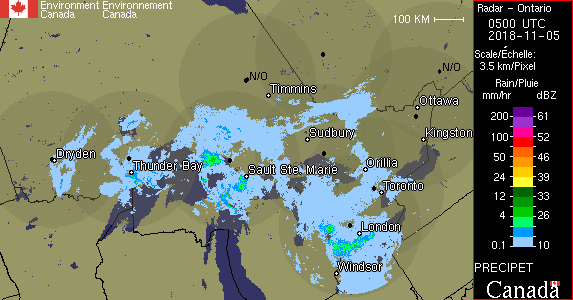 Environment Environnement
Canada Canada
100 KM
N/O
N/O
Timmins
Ottawa
Sudbury
Kingston
Dryden
Thunder Bay
Sault Ste. Marie
Orillia
Toronto
London
Windsor
Radar - Ontario
0500 UTC
2018-11-05
Scale/Échelle:
3.5 km/Pixel
Rain/Pluie
mm/hr dBZ
200 61
100 52
50 46
24 39
12 33
4 26
0.1 10
PRECIPET
Canada